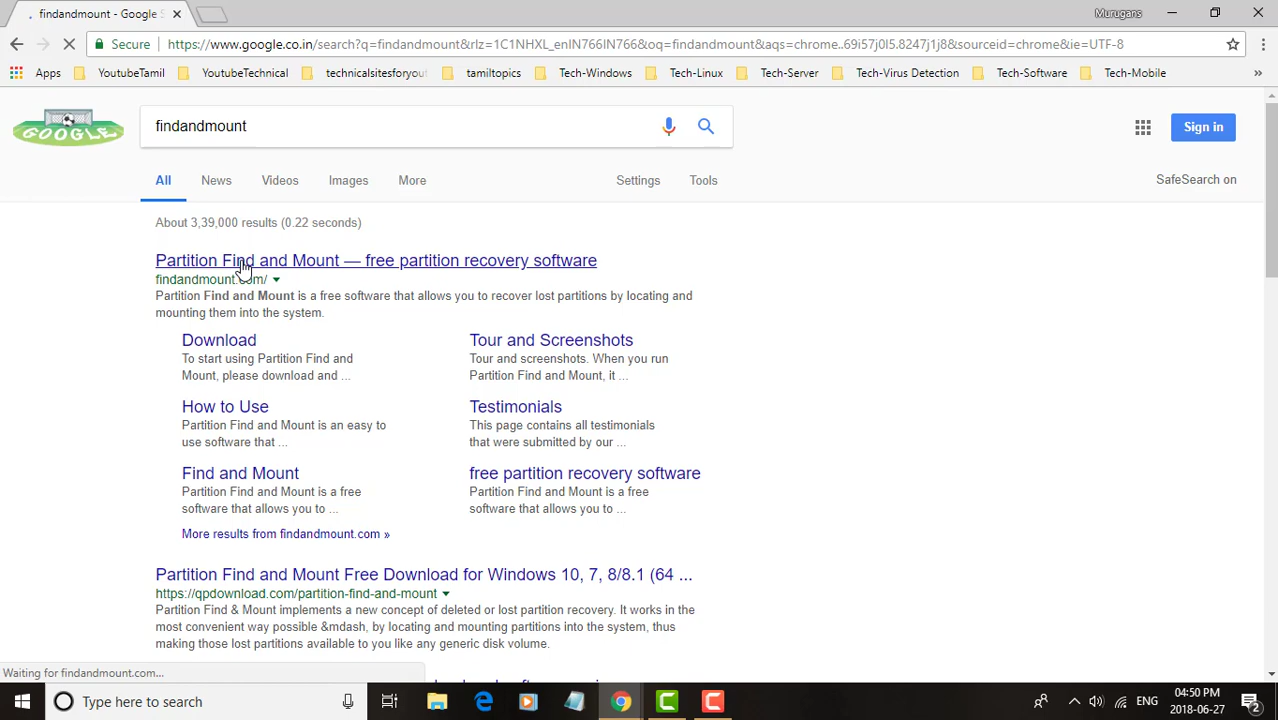 findandmount - Google S
Murugans
Secure
https://www.google.co.in/search?q=findandmount&rlz=1C1NHXL_enIN766IN766&oq=findandmount&aqs=chrome..69i57j0l5.8247j1j8&sourceid=chrome&ie=UTF-8
Apps YoutubeTamil YoutubeTechnical technicalsitesforyout tamiltopics Tech-Windows Tech-Linux Tech-Server Tech-Virus Detection Tech-Software Tech-Mobile »
GOOGLE
findandmount
Sign in
All News Videos Images More Settings Tools
SafeSearch on
About 3,39,000 results (0.22 seconds)
Partition Find and Mount — free partition recovery software
findandmount.com/
Partition Find and Mount is a free software that allows you to recover lost partitions by locating and
mounting them into the system.
Download
To start using Partition Find and
Mount, please download and ...
Tour and Screenshots
Tour and screenshots. When you run
Partition Find and Mount, it ...
How to Use
Partition Find and Mount is an easy to
use software that ...
Testimonials
This page contains all testimonials
that were submitted by our ...
Find and Mount
Partition Find and Mount is a free
software that allows you to ...
free partition recovery software
Partition Find and Mount is a free
software that allows you to ...
More results from findandmount.com »
Partition Find and Mount Free Download for Windows 10, 7, 8/8.1 (64 ...
https://qpdownload.com/partition-find-and-mount
Partition Find & Mount implements a new concept of deleted or lost partition recovery. It works in the
most convenient way possible &mdash, by locating and mounting partitions into the system, thus
making those lost partitions available to you like any generic disk volume.
Waiting for findandmount.com...
Type here to search
ENG
04:50 PM
2018-06-27
2